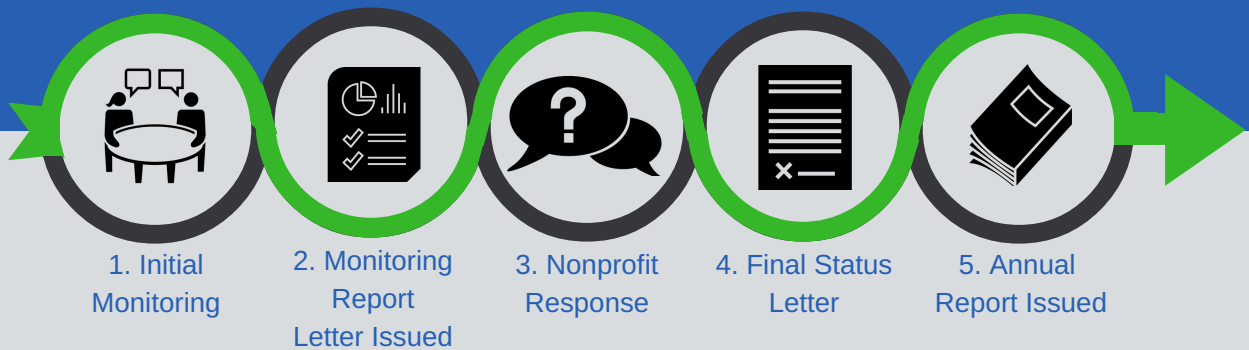 1. Initial
Monitoring
2. Monitoring
Report
Letter Issued
3. Nonprofit
Response
4. Final Status
Letter
5. Annual
Report Issued